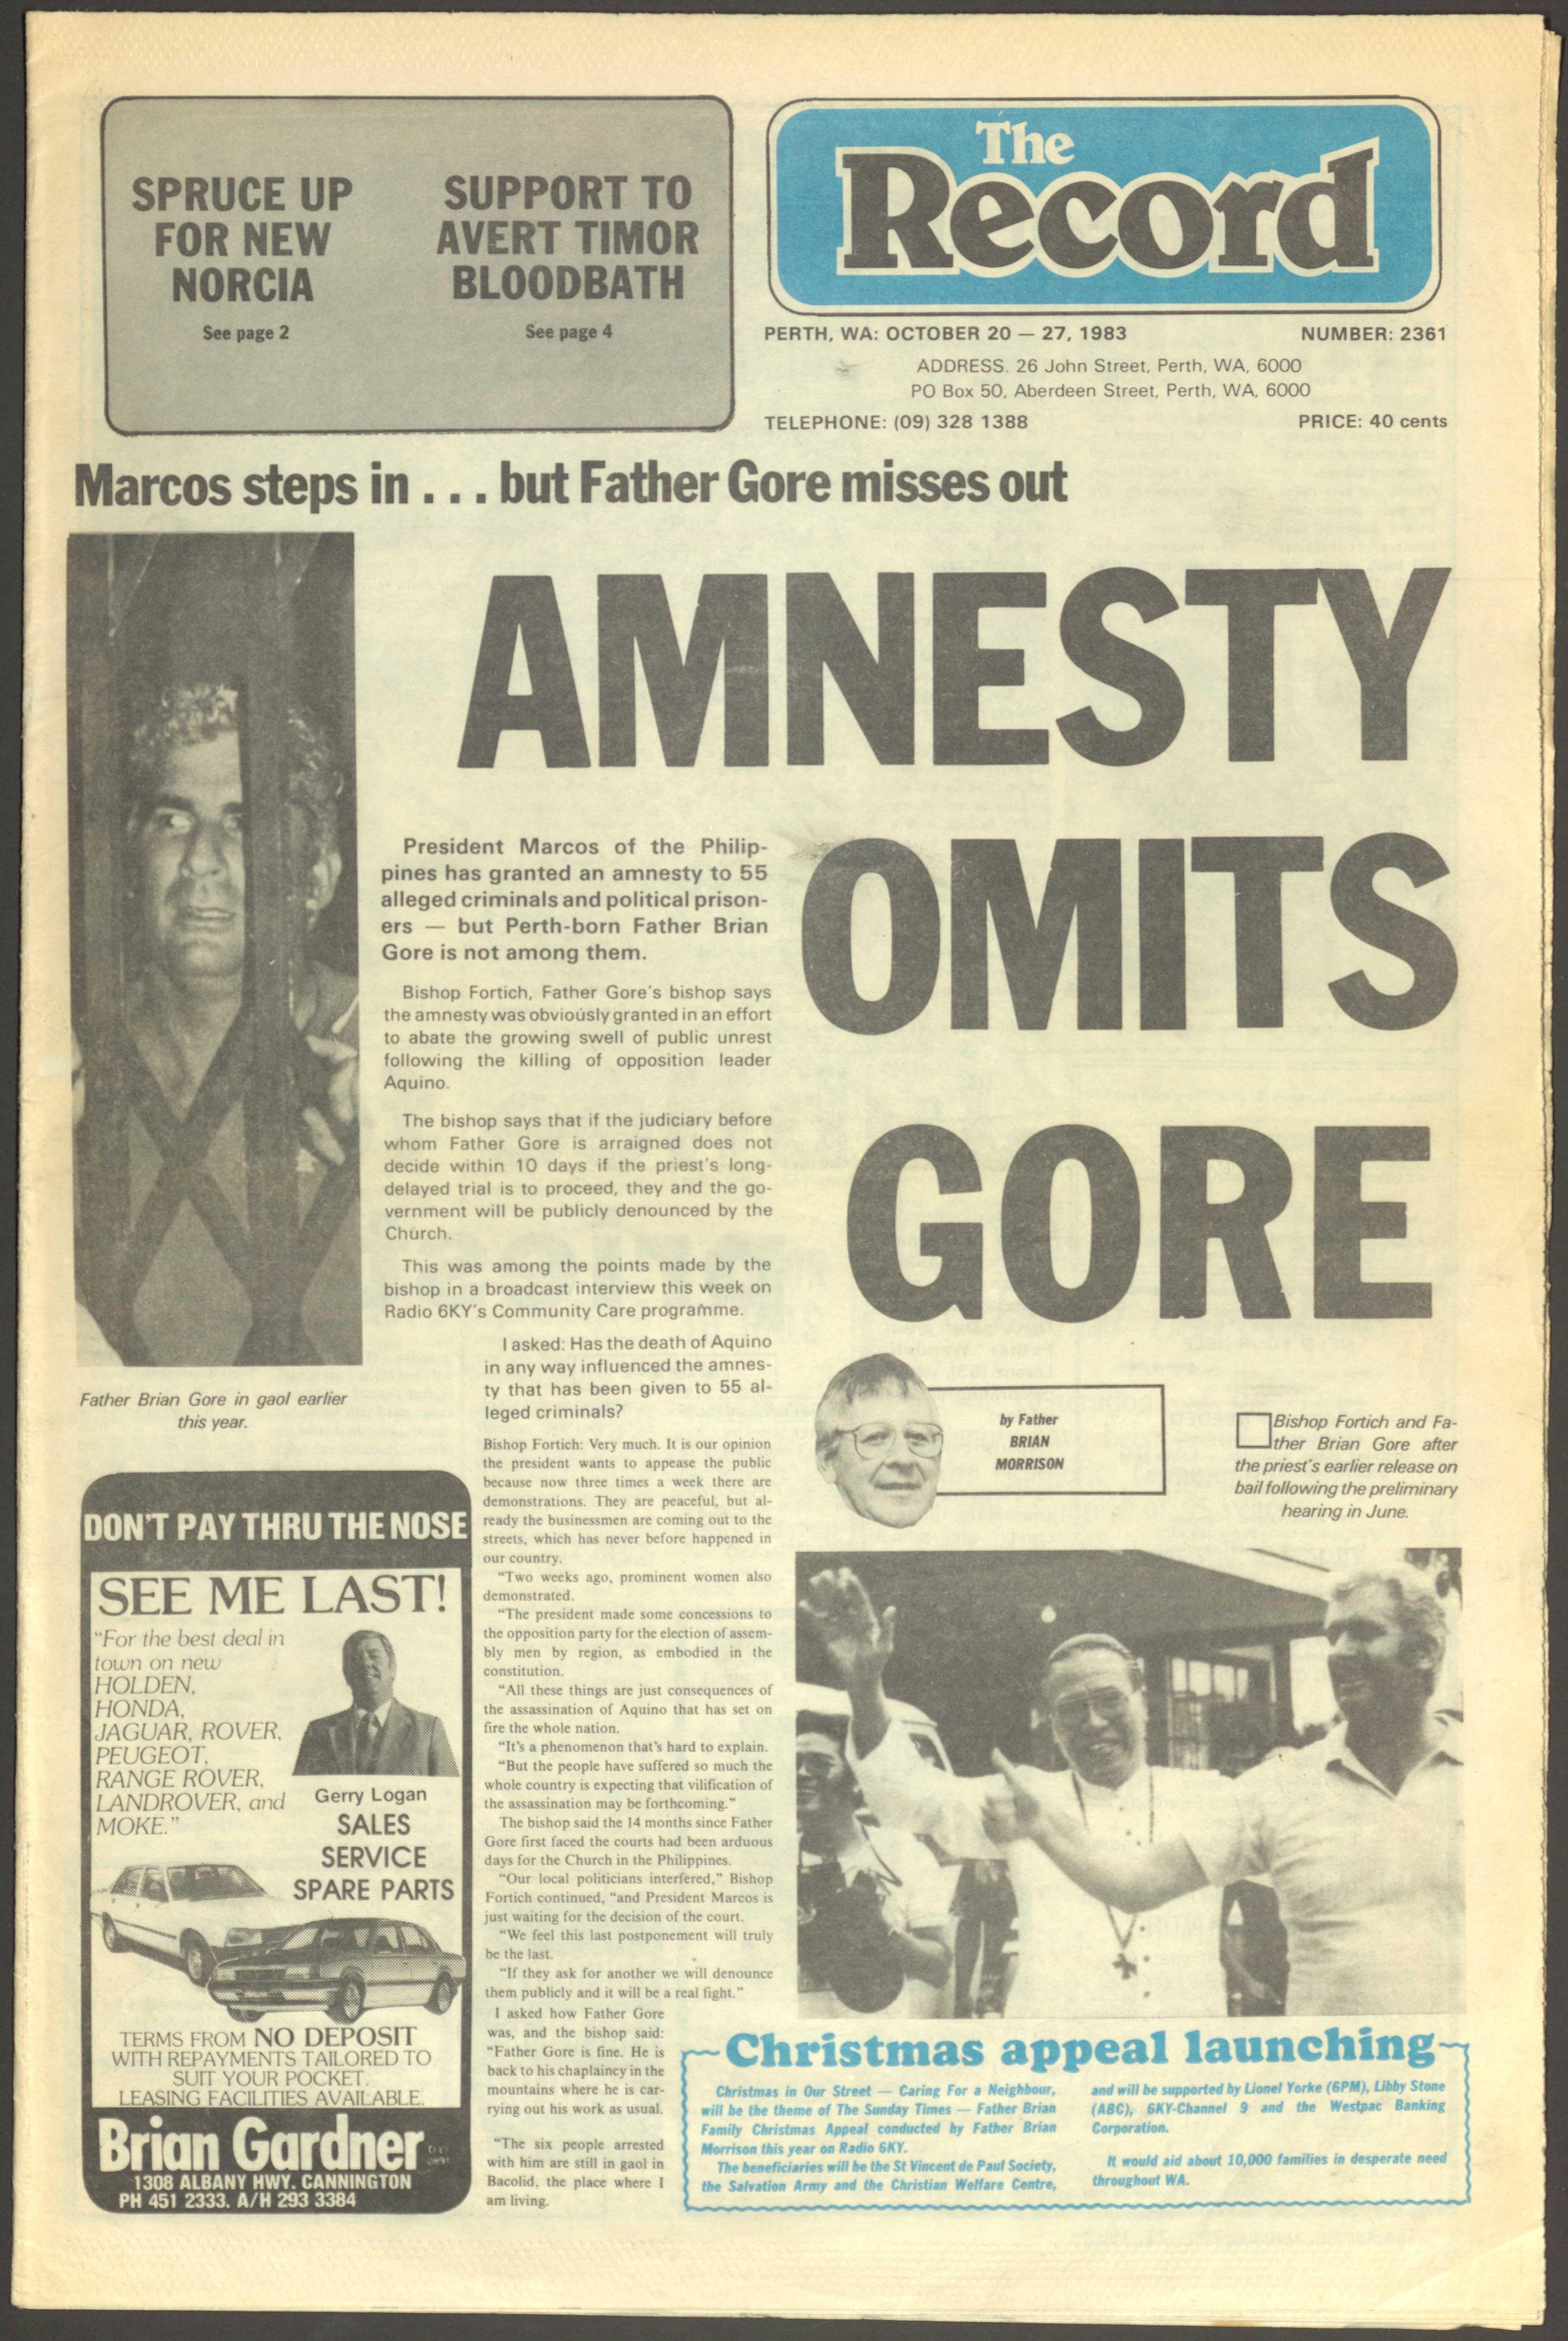 SPRUCE UP
FOR NEW
NORCIA
See page 2
SUPPORT TO
AVERT TIMOR
BLOODBATH
See page 4
The
Record
PERTH, WA: OCTOBER 20 — 27, 1983
NUMBER: 2361
ADDRESS. 26 John Street, Perth, WA, 6000
PO Box 50, Aberdeen Street, Perth, WA, 6000
TELEPHONE: (09) 328 1388
PRICE: 40 cents
Marcos steps in . . . but Father Gore misses out
AMNESTY
OMITS
GORE
Father Brian Gore in gaol earlier
this year.
President Marcos of the Philip-
pines has granted an amnesty to 55
alleged criminals and political prison-
ers — but Perth-born Father Brian
Gore is not among them.
Bishop Fortich, Father Gore's bishop says
the amnesty was obviously granted in an effort
to abate the growing swell of public unrest
following the killing of opposition leader
Aquino.
The bishop says that if the judiciary before
whom Father Gore is arraigned does not
decide within 10 days if the priest's long-
delayed trial is to proceed, they and the go-
vernment will be publicly denounced by the
Church.
This was among the points made by the
bishop in a broadcast interview this week on
Radio 6KY's Community Care programme.
I asked: Has the death of Aquino
in any way influenced the amnes-
ty that has been given to 55 al-
leged criminals?
Bishop Fortich: Very much. It is our opinion
the president wants to appease the public
because now three times a week there are
demonstrations. They are peaceful, but al-
ready the businessmen are coming out to the
streets, which has never before happened in
our country.
"Two weeks ago, prominent women also
demonstrated.
"The president made some concessions to
the opposition party for the election of assem-
bly men by region, as embodied in the
constitution.
"All these things are just consequences of
the assassination of Aquino that has set on
fire the whole nation.
"It's a phenomenon that's hard to explain.
"But the people have suffered so much the
whole country is expecting that vilification of
the assassination may be forthcoming."
The bishop said the 14 months since Father
Gore first faced the courts had been arduous
days for the Church in the Philippines.
"Our local politicians interfered," Bishop
Fortich continued, "and President Marcos is
just waiting for the decision of the court.
"We feel this last postponement will truly
be the last.
"If they ask for another we will denounce
them publicly and it will be a real fight."
I asked how Father Gore
was, and the bishop said:
"Father Gore is fine. He is
back to his chaplaincy in the
mountains where he is car-
rying out his work as usual.
"The six people arrested
with him are still in gaol in
Bacolid, the place where I
am living.
by Father
BRIAN
MORRISON
Bishop Fortich and Fa-
ther Brian Gore after
the priest's earlier release on
bail following the preliminary
hearing in June.
DON'T PAY THRU THE NOSE
SEE ME LAST!
"For the best deal in
town on new
HOLDEN,
HONDA,
JAGUAR, ROVER,
PEUGEOT,
RANGE ROVER,
LANDROVER, and
MOKE."
Gerry Logan
SALES
SERVICE
SPARE PARTS
TERMS FROM NO DEPOSIT
WITH REPAYMENTS TAILORED TO
SUIT YOUR POCKET.
LEASING FACILITIES AVAILABLE.
Brian Gardner
1308 ALBANY HWY. CANNINGTON
PH 451 2333. A/H 293 3384
Christmas appeal launching
Christmas in Our Street — Caring For a Neighbour,
will be the theme of The Sunday Times — Father Brian
Family Christmas Appeal conducted by Father Brian
Morrison this year on Radio 6KY.
The beneficiaries will be the St Vincent de Paul Society,
the Salvation Army and the Christian Welfare Centre,
and will be supported by Lionel Yorke (6PM), Libby Stone
(ABC), 6KY-Channel 9 and the Westpac Banking
Corporation.
It would aid about 10,000 families in desperate need
throughout WA.